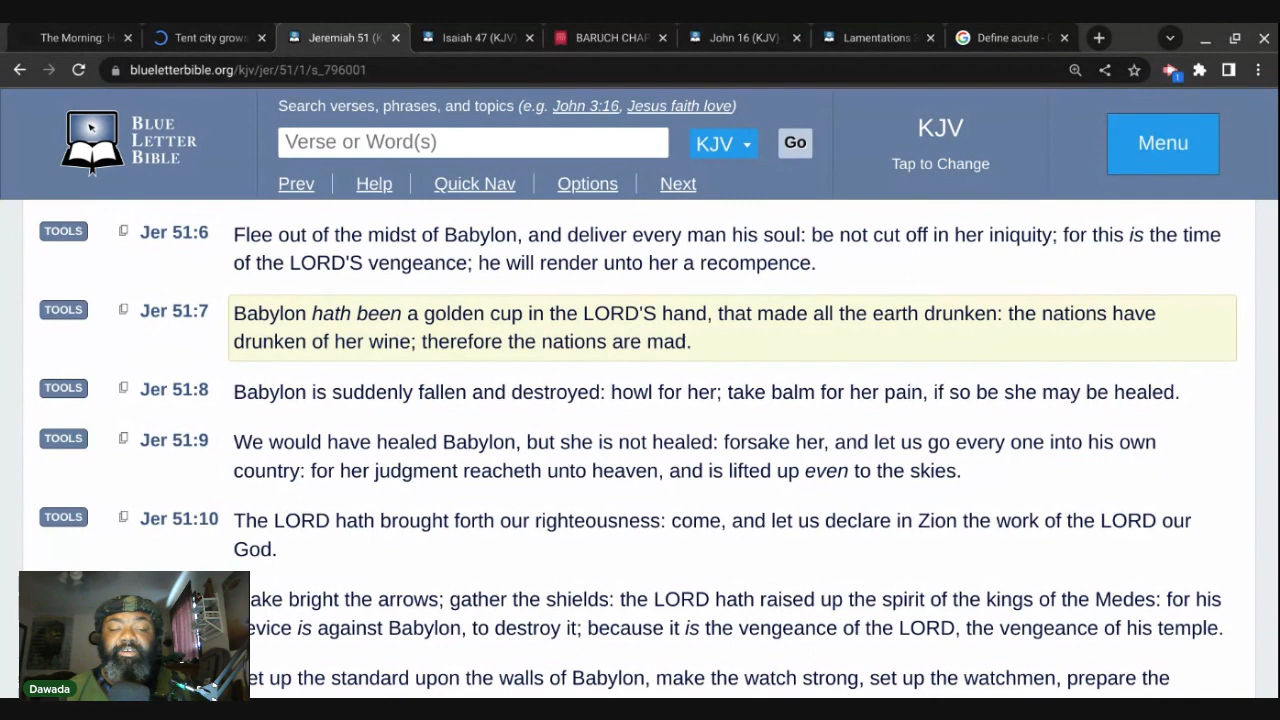 The Morning: H
Tent city grows
Jeremiah 51 (K
Isaiah 47 (KJV)
BARUCH CHAP
John 16 (KJV)
Lamentations 3
Define acute - G
blueletterbible.org/kjv/jer/51/1/s_796001
BLUE
LETTER
BIBLE
Search verses, phrases, and topics (e.g. John 3:16, Jesus faith love)
Verse or Word(s)
KJV
Go
Prev
Help
Quick Nav
Options
Next
KJV
Tap to Change
Menu
TOOLS Jer 51:6 Flee out of the midst of Babylon, and deliver every man his soul: be not cut off in her iniquity; for this is the time
of the LORD'S vengeance; he will render unto her a recompence.
TOOLS Jer 51:7 Babylon hath been a golden cup in the LORD'S hand, that made all the earth drunken: the nations have
drunken of her wine; therefore the nations are mad.
TOOLS Jer 51:8 Babylon is suddenly fallen and destroyed: howl for her; take balm for her pain, if so be she may be healed.
TOOLS Jer 51:9 We would have healed Babylon, but she is not healed: forsake her, and let us go every one into his own
country: for her judgment reacheth unto heaven, and is lifted up even to the skies.
TOOLS Jer 51:10 The LORD hath brought forth our righteousness: come, and let us declare in Zion the work of the LORD our
God.
ake bright the arrows; gather the shields: the LORD hath raised up the spirit of the kings of the Medes: for his
evice is against Babylon, to destroy it; because it is the vengeance of the LORD, the vengeance of his temple.
et up the standard upon the walls of Babylon, make the watch strong, set up the watchmen, prepare the
Dawada
1